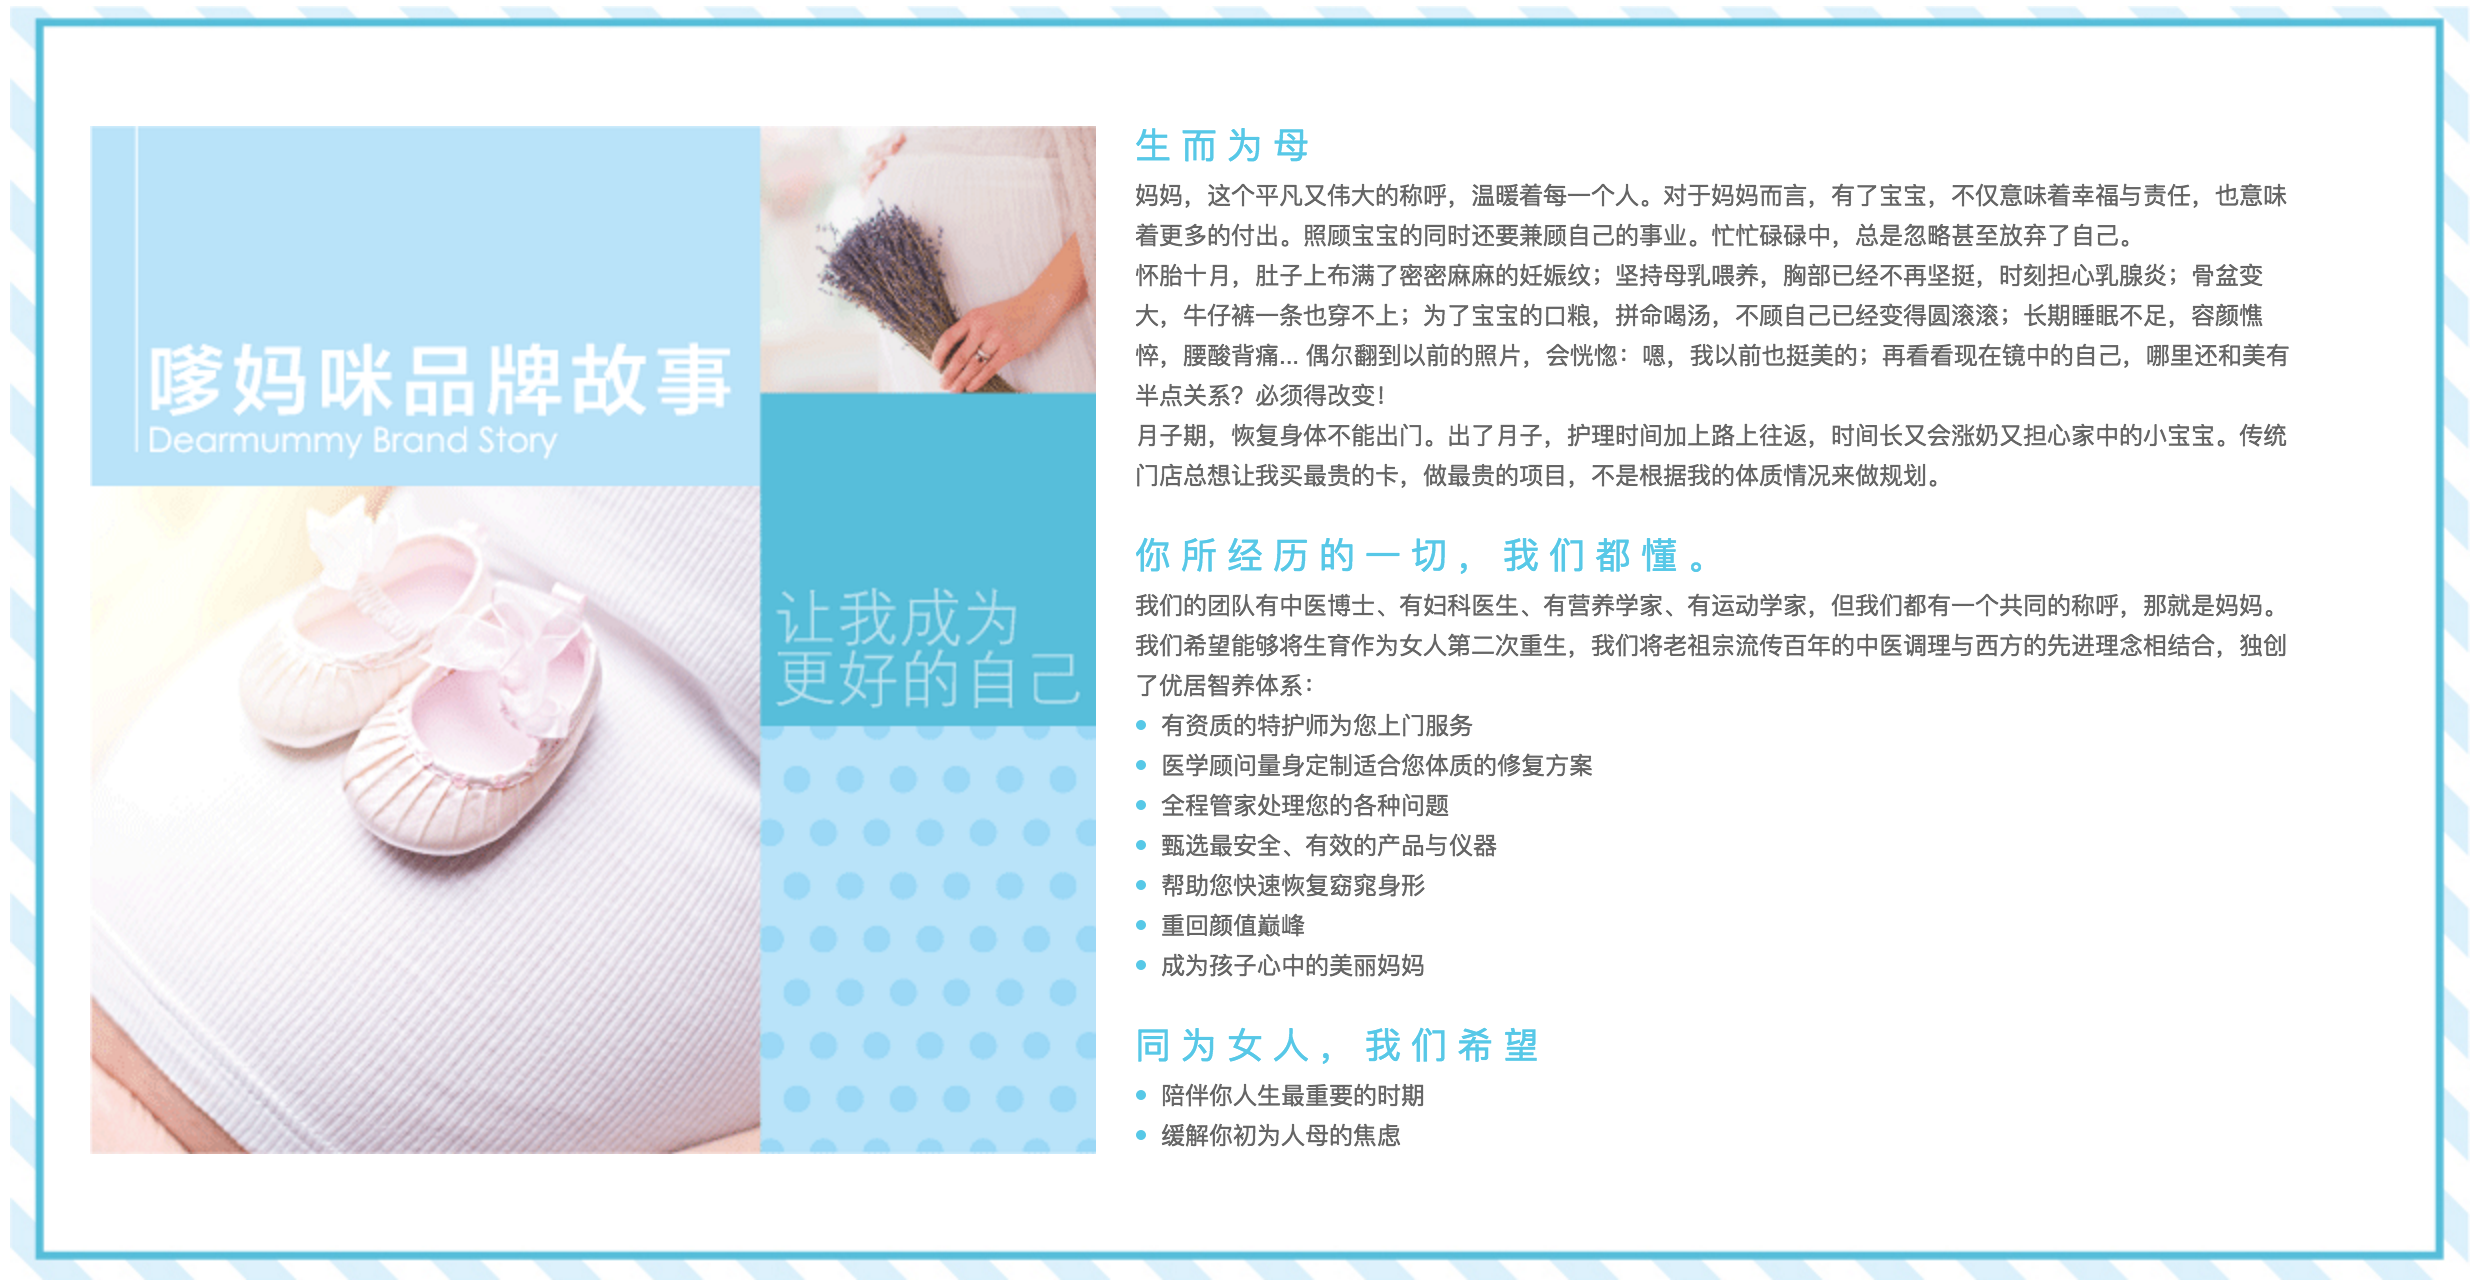 嗲妈咪品牌故事
Dearmummy Brand Story
让我成为
更好的自己
生而为母
妈妈，这个平凡又伟大的称呼，温暖着每一个人。对于妈妈而言，有了宝宝，不仅意味着幸福与责任，也意味
着更多的付出。照顾宝宝的同时还要兼顾自己的事业。忙忙碌碌中，总是忽略甚至放弃了自己。
怀胎十月，肚子上布满了密密麻麻的妊娠纹；坚持母乳喂养，胸部已经不再坚挺，时刻担心乳腺炎；骨盆变
大，牛仔裤一条也穿不上；为了宝宝的口粮，拼命喝汤，不顾自己已经变得圆滚滚；长期睡眠不足，容颜憔
悴，腰酸背痛... 偶尔翻到以前的照片，会恍惚：嗯，我以前也挺美的；再看看现在镜中的自己，哪里还和美有
半点关系？必须得改变！
月子期，恢复身体不能出门。出了月子，护理时间加上路上往返，时间长又会涨奶又担心家中的小宝宝。传统
门店总想让我买最贵的卡，做最贵的项目，不是根据我的体质情况来做规划。
你所经历的一切，我们都懂。
我们的团队有中医博士、有妇科医生、有营养学家、有运动学家，但我们都有一个共同的称呼，那就是妈妈。
我们希望能够将生育作为女人第二次重生，我们将老祖宗流传百年的中医调理与西方的先进理念相结合，独创
了优居智养体系：
• 有资质的特护师为您上门服务
• 医学顾问量身定制适合您体质的修复方案
• 全程管家处理您的各种问题
• 甄选最安全、有效的产品与仪器
• 帮助您快速恢复窈窕身形
• 重回颜值巅峰
• 成为孩子心中的美丽妈妈
同为女人，我们希望
• 陪伴你人生最重要的时期
• 缓解你初为人母的焦虑